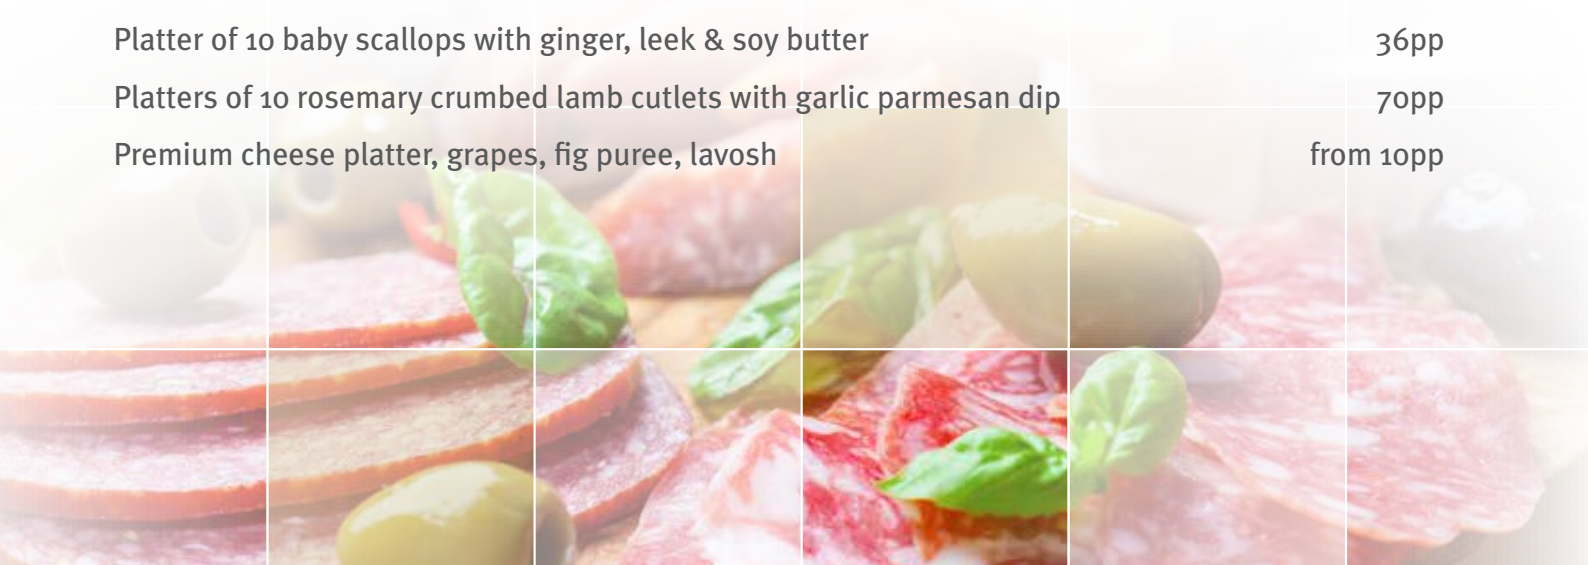 Platter of 10 baby scallops with ginger, leek & soy butter 36pp
Platters of 10 rosemary crumbed lamb cutlets with garlic parmesan dip 70pp
Premium cheese platter, grapes, fig puree, lavosh from 10pp